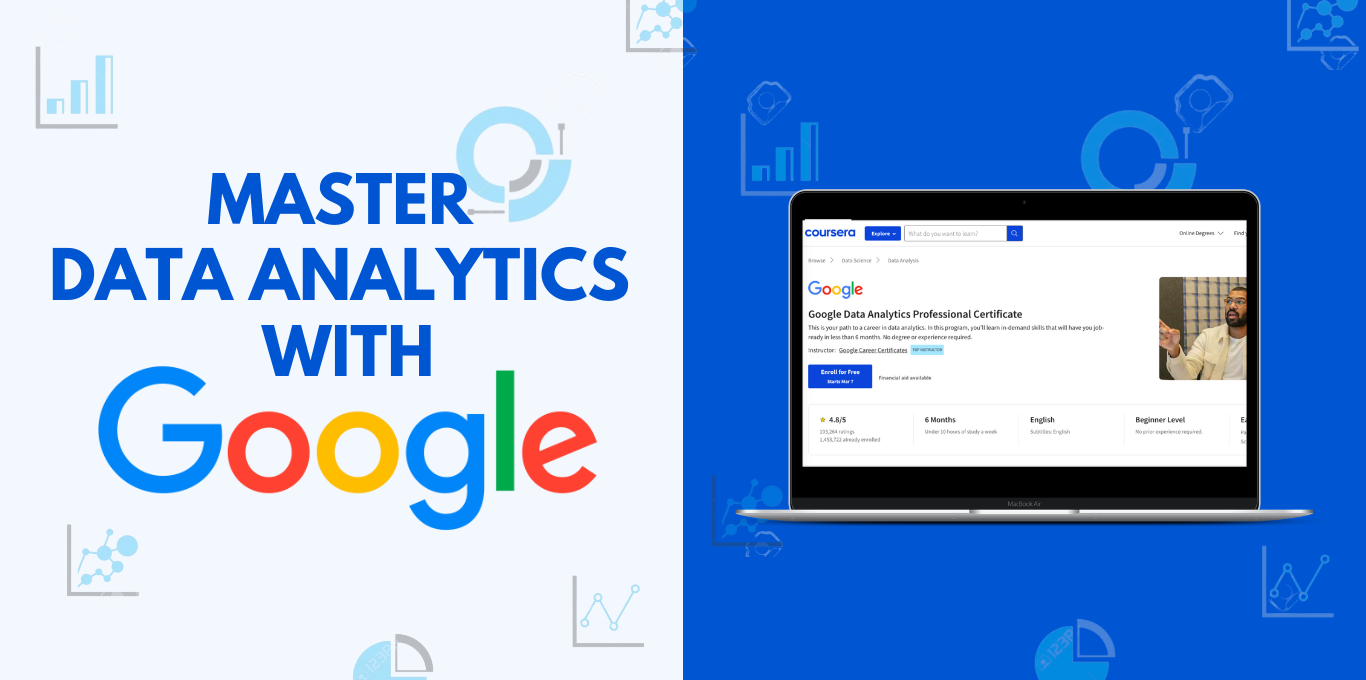 MASTER
DATA ANALYTICS
WITH
Google
coursera
Explore
What do you want to learn?
Online Degrees
Find
Browse
Data Science
Data Analysis
Google
Google Data Analytics Professional Certificate
This is your path to a career in data analytics. In this program, you'll learn in-demand skills that will have you job-
ready in less than 6 months. No degree or experience required.
Instructor: Google Career Certificates TOP INSTRUCTOR
Enroll for Free
Starts Mar 7
Financial aid available
4.8/5
6 Months
English
Beginner Level
Under 10 hours of study a week
Subtitles: English
No prior experience required.
1,453,722 already enrolled
MacBook Air